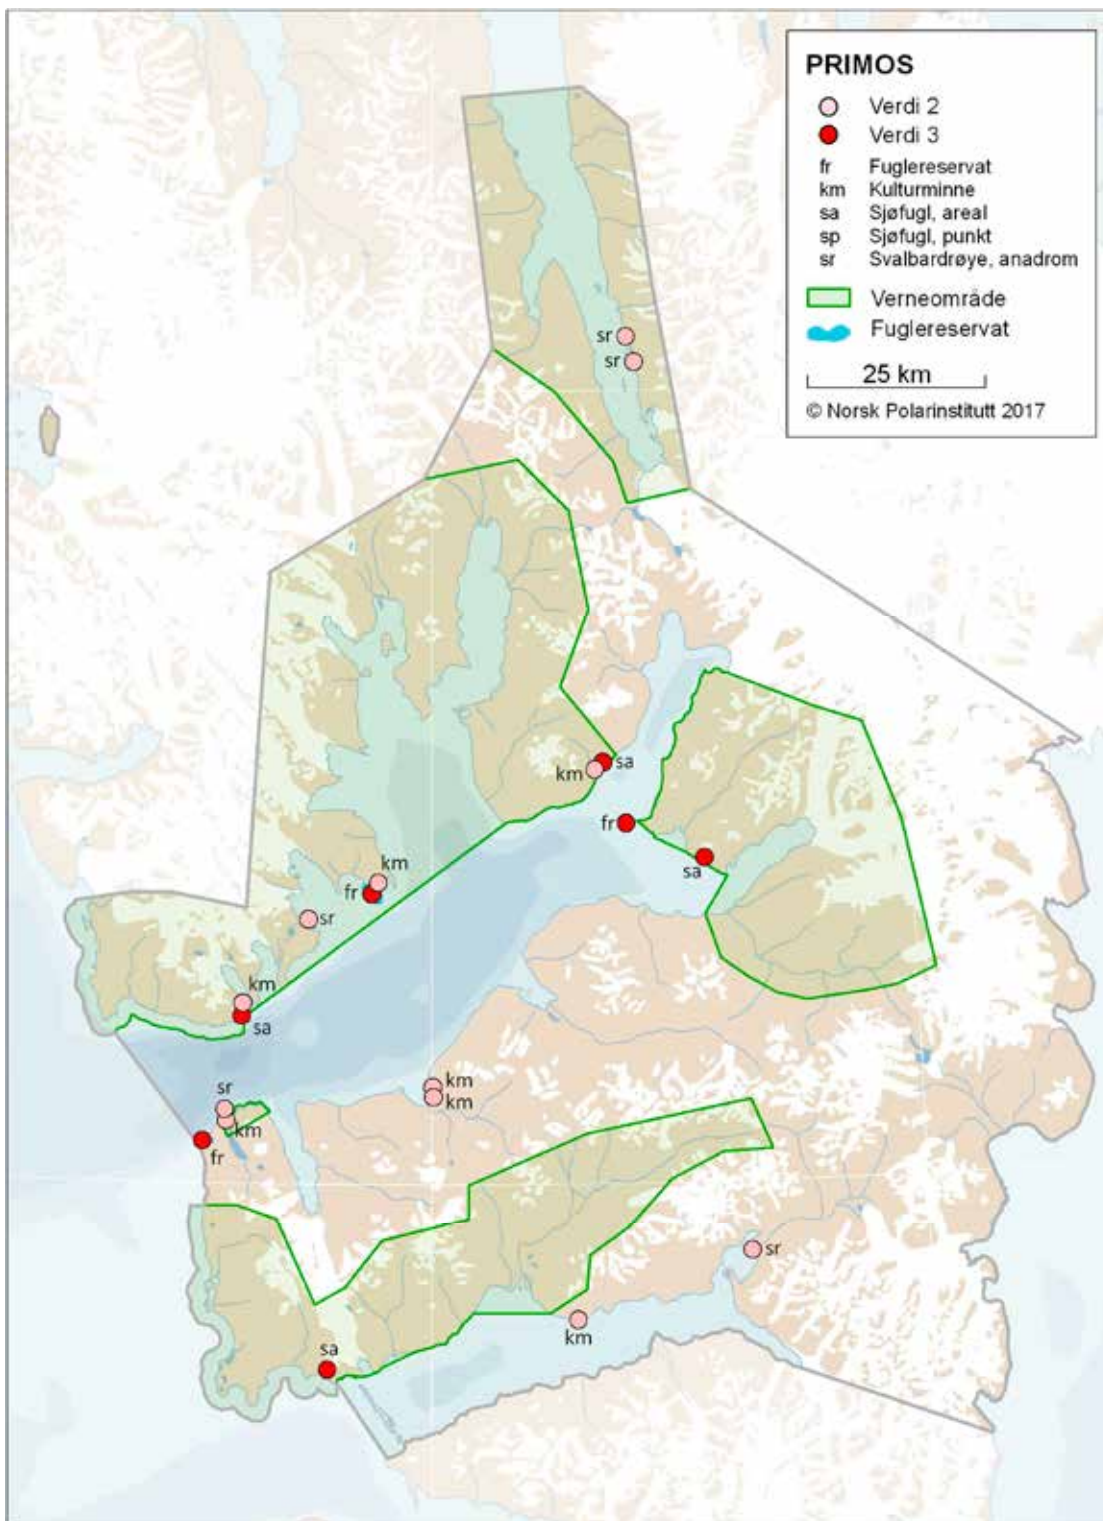 PRIMOS
Verdi 2
Verdi 3
fr Fuglereservat
km Kulturminne
sa Sjøfugl, areal
sp Sjøfugl, punkt
sr Svalbardrøye, anadrom
Verneområde
Fuglereservat
25 km
© Norsk Polarinstitutt 2017
sr
sr
sa
km
fr
sa
km
fr
sr
km
sa
km
km
sr
km
fr
sr
km
sa